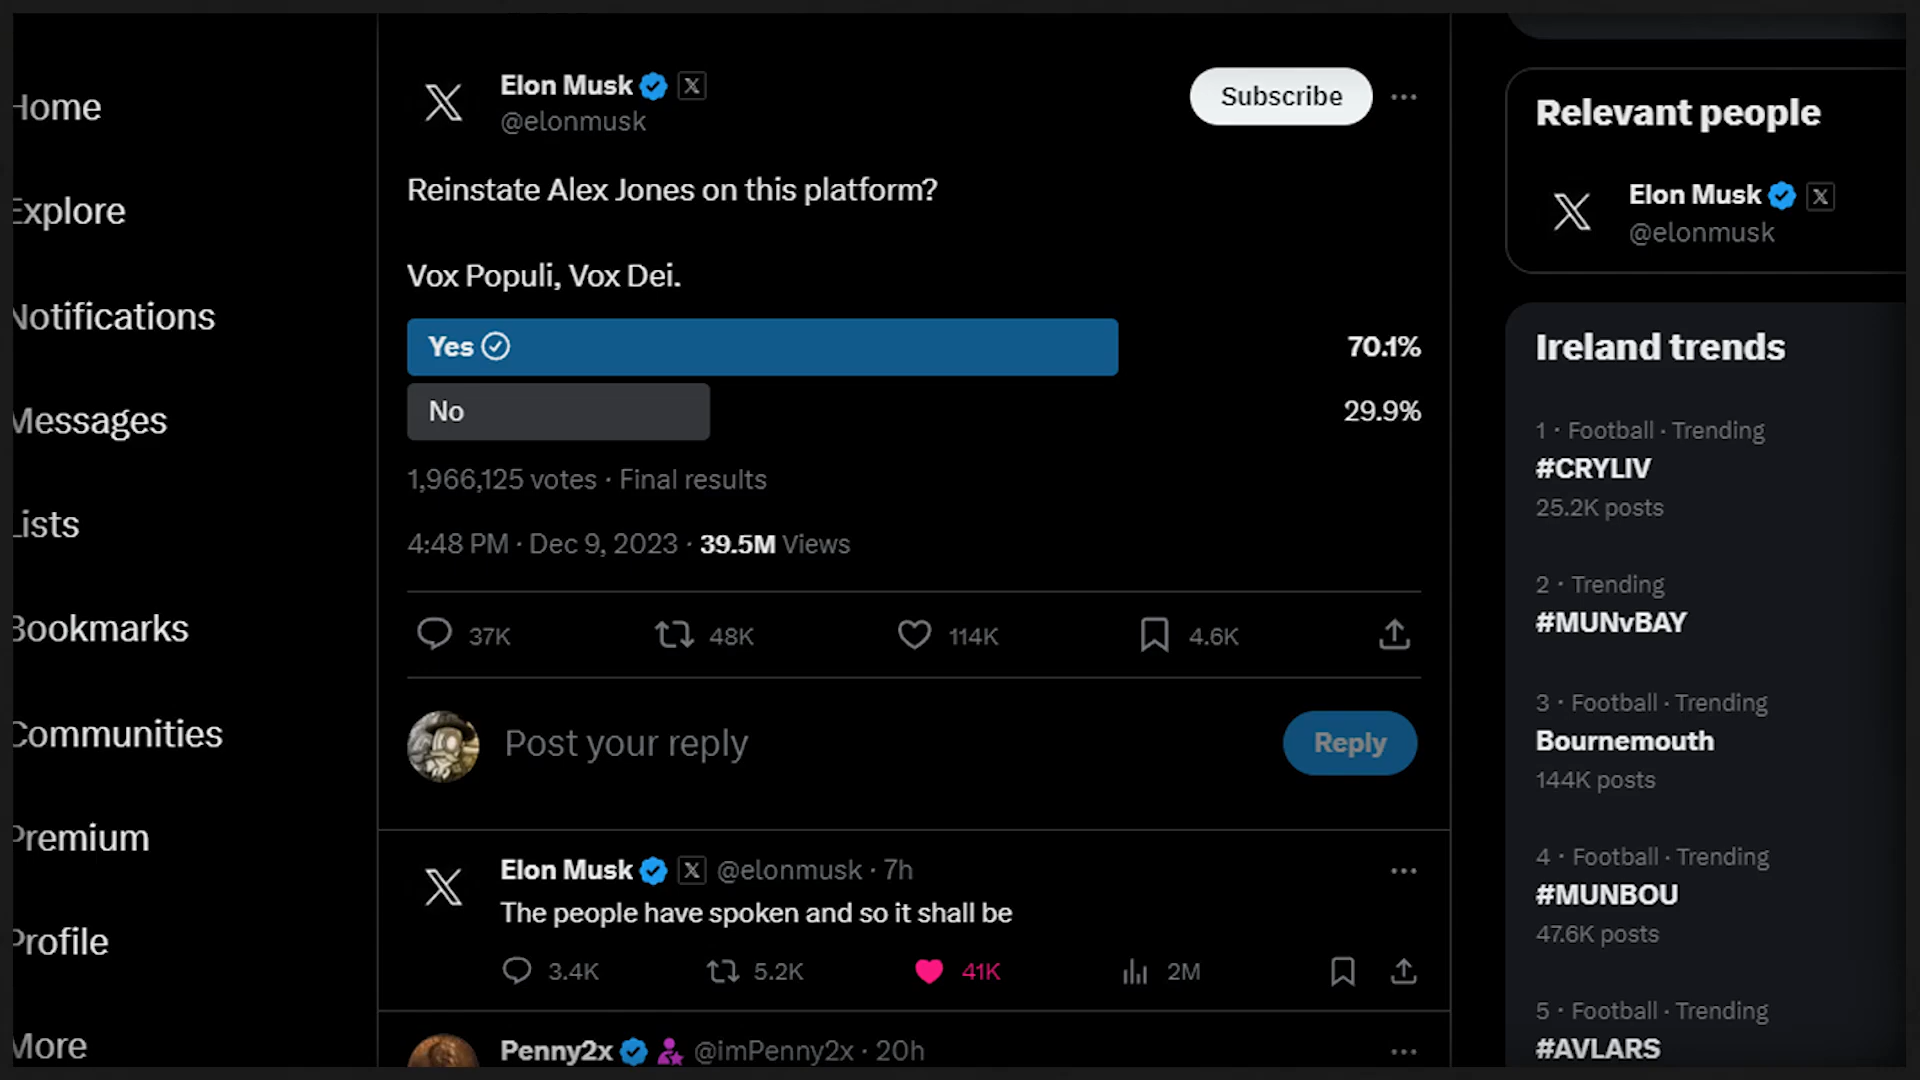 Home
Explore
Notifications
Messages
Lists
Bookmarks
Communities
Premium
Profile
More
Elon Musk
@elonmusk
Subscribe
Reinstate Alex Jones on this platform?
Vox Populi, Vox Dei.
Yes 70.1%
No 29.9%
1,966,125 votes · Final results
4:48 PM · Dec 9, 2023 · 39.5M Views
37K 48K 114K 4.6K
Post your reply
Reply
Elon Musk @elonmusk · 7h
The people have spoken and so it shall be
3.4K 5.2K 41K 2M
Penny2x @imPenny2x · 20h
Relevant people
Elon Musk
@elonmusk
Ireland trends
1 · Football · Trending
#CRYLIV
25.2K posts
2 · Trending
#MUNvBAY
3 · Football · Trending
Bournemouth
144K posts
4 · Football · Trending
#MUNBOU
47.6K posts
5 · Football · Trending
#AVLARS